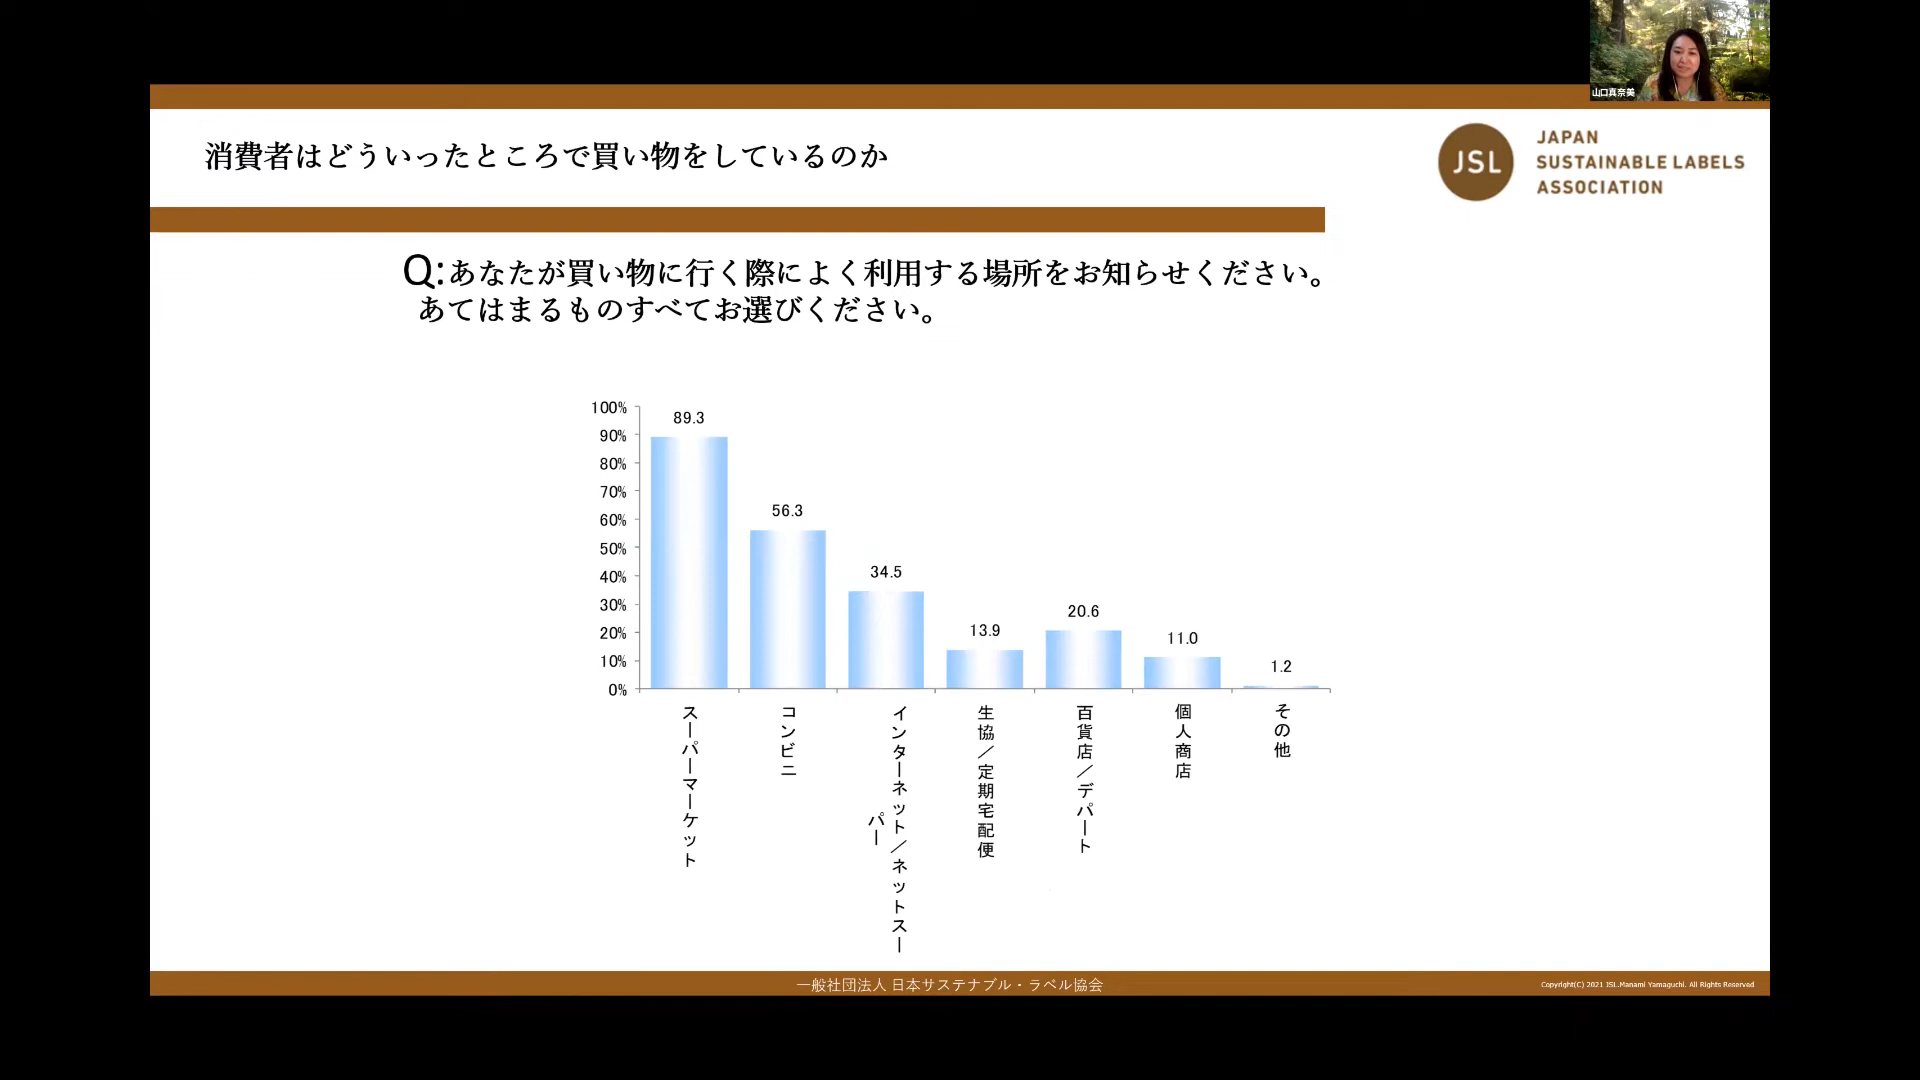 山口真奈美
消費者はどういったところで買い物をしているのか
JSL
JAPAN
SUSTAINABLE LABELS
ASSOCIATION
Q:あなたが買い物に行く際によく利用する場所をお知らせください。
あてはまるものすべてお選びください。
100%
90%
80%
70%
60%
50%
40%
30%
20%
10%
0%
89.3
56.3
34.5
13.9
20.6
11.0
1.2
スーパーマーケット
コンビニ
インターネット／ネットスー
パー
生協／定期宅配便
百貨店／デパート
個人商店
その他
一般社団法人 日本サステナブル・ラベル協会
Copyright(C) 2021 JSL.Manami Yamaguchi. All Rights Reserved